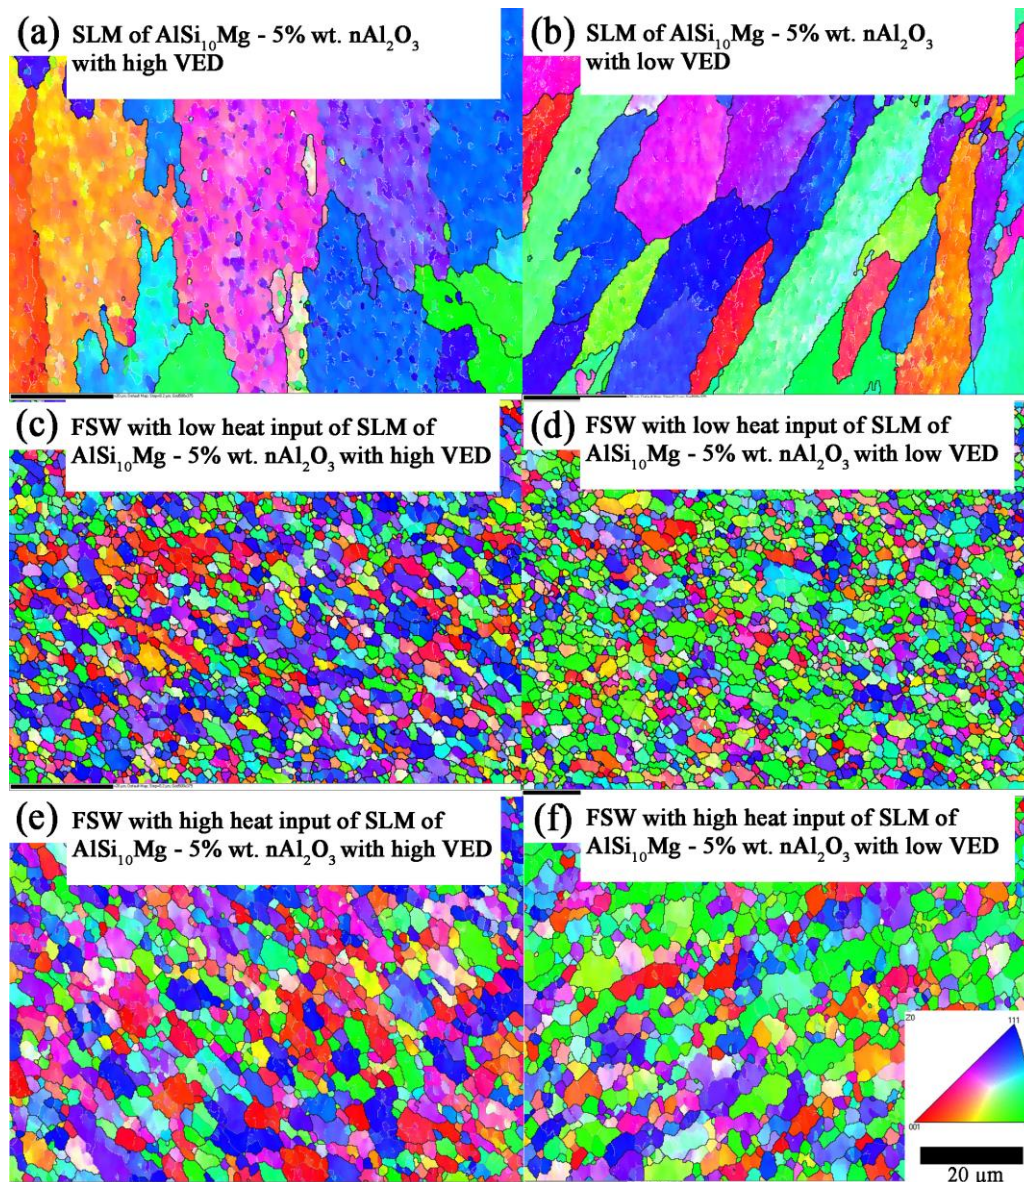 (a) SLM of AlSi₁₀Mg - 5% wt. nAl₂O₃
with high VED
(b) SLM of AlSi₁₀Mg - 5% wt. nAl₂O₃
with low VED
(c) FSW with low heat input of SLM of
AlSi₁₀Mg - 5% wt. nAl₂O₃ with high VED
(d) FSW with low heat input of SLM of
AlSi₁₀Mg - 5% wt. nAl₂O₃ with low VED
(e) FSW with high heat input of SLM of
AlSi₁₀Mg - 5% wt. nAl₂O₃ with high VED
(f) FSW with high heat input of SLM of
AlSi₁₀Mg - 5% wt. nAl₂O₃ with low VED
Z0
111
001
20 µm